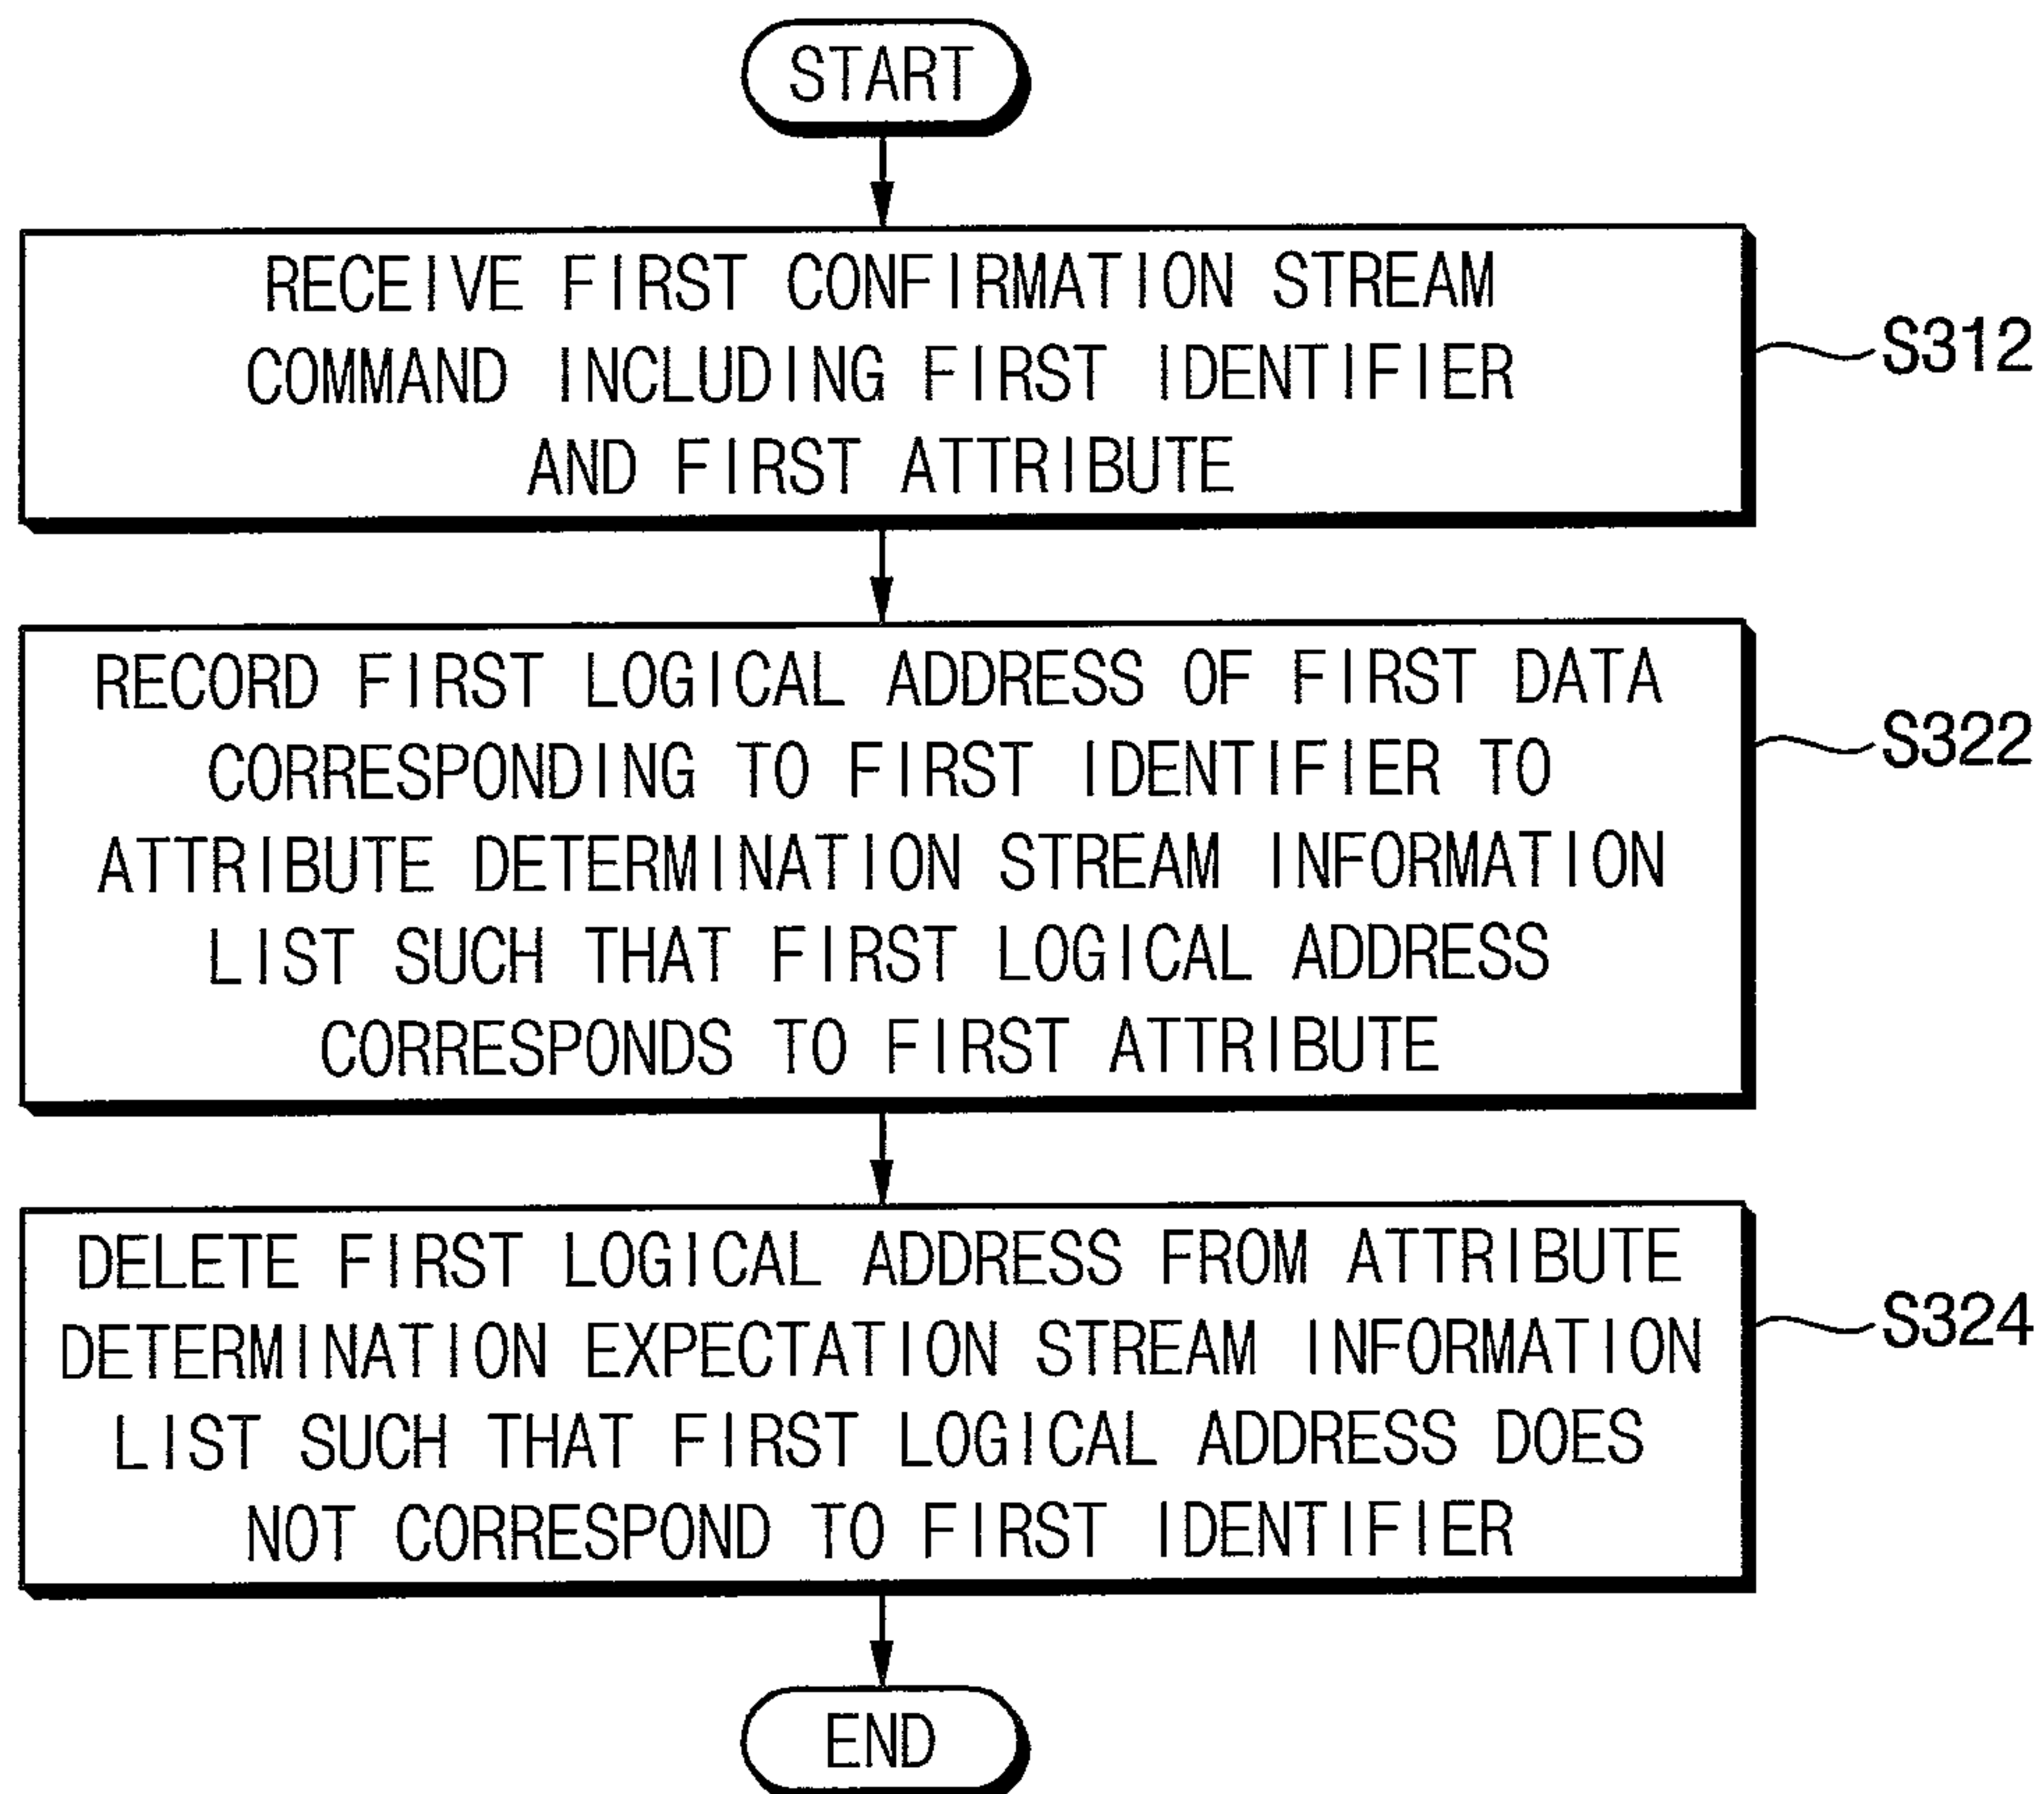 START
RECEIVE FIRST CONFIRMATION STREAM
COMMAND INCLUDING FIRST IDENTIFIER
AND FIRST ATTRIBUTE
S312
RECORD FIRST LOGICAL ADDRESS OF FIRST DATA
CORRESPONDING TO FIRST IDENTIFIER TO
ATTRIBUTE DETERMINATION STREAM INFORMATION
LIST SUCH THAT FIRST LOGICAL ADDRESS
CORRESPONDS TO FIRST ATTRIBUTE
S322
DELETE FIRST LOGICAL ADDRESS FROM ATTRIBUTE
DETERMINATION EXPECTATION STREAM INFORMATION
LIST SUCH THAT FIRST LOGICAL ADDRESS DOES
NOT CORRESPOND TO FIRST IDENTIFIER
S324
END